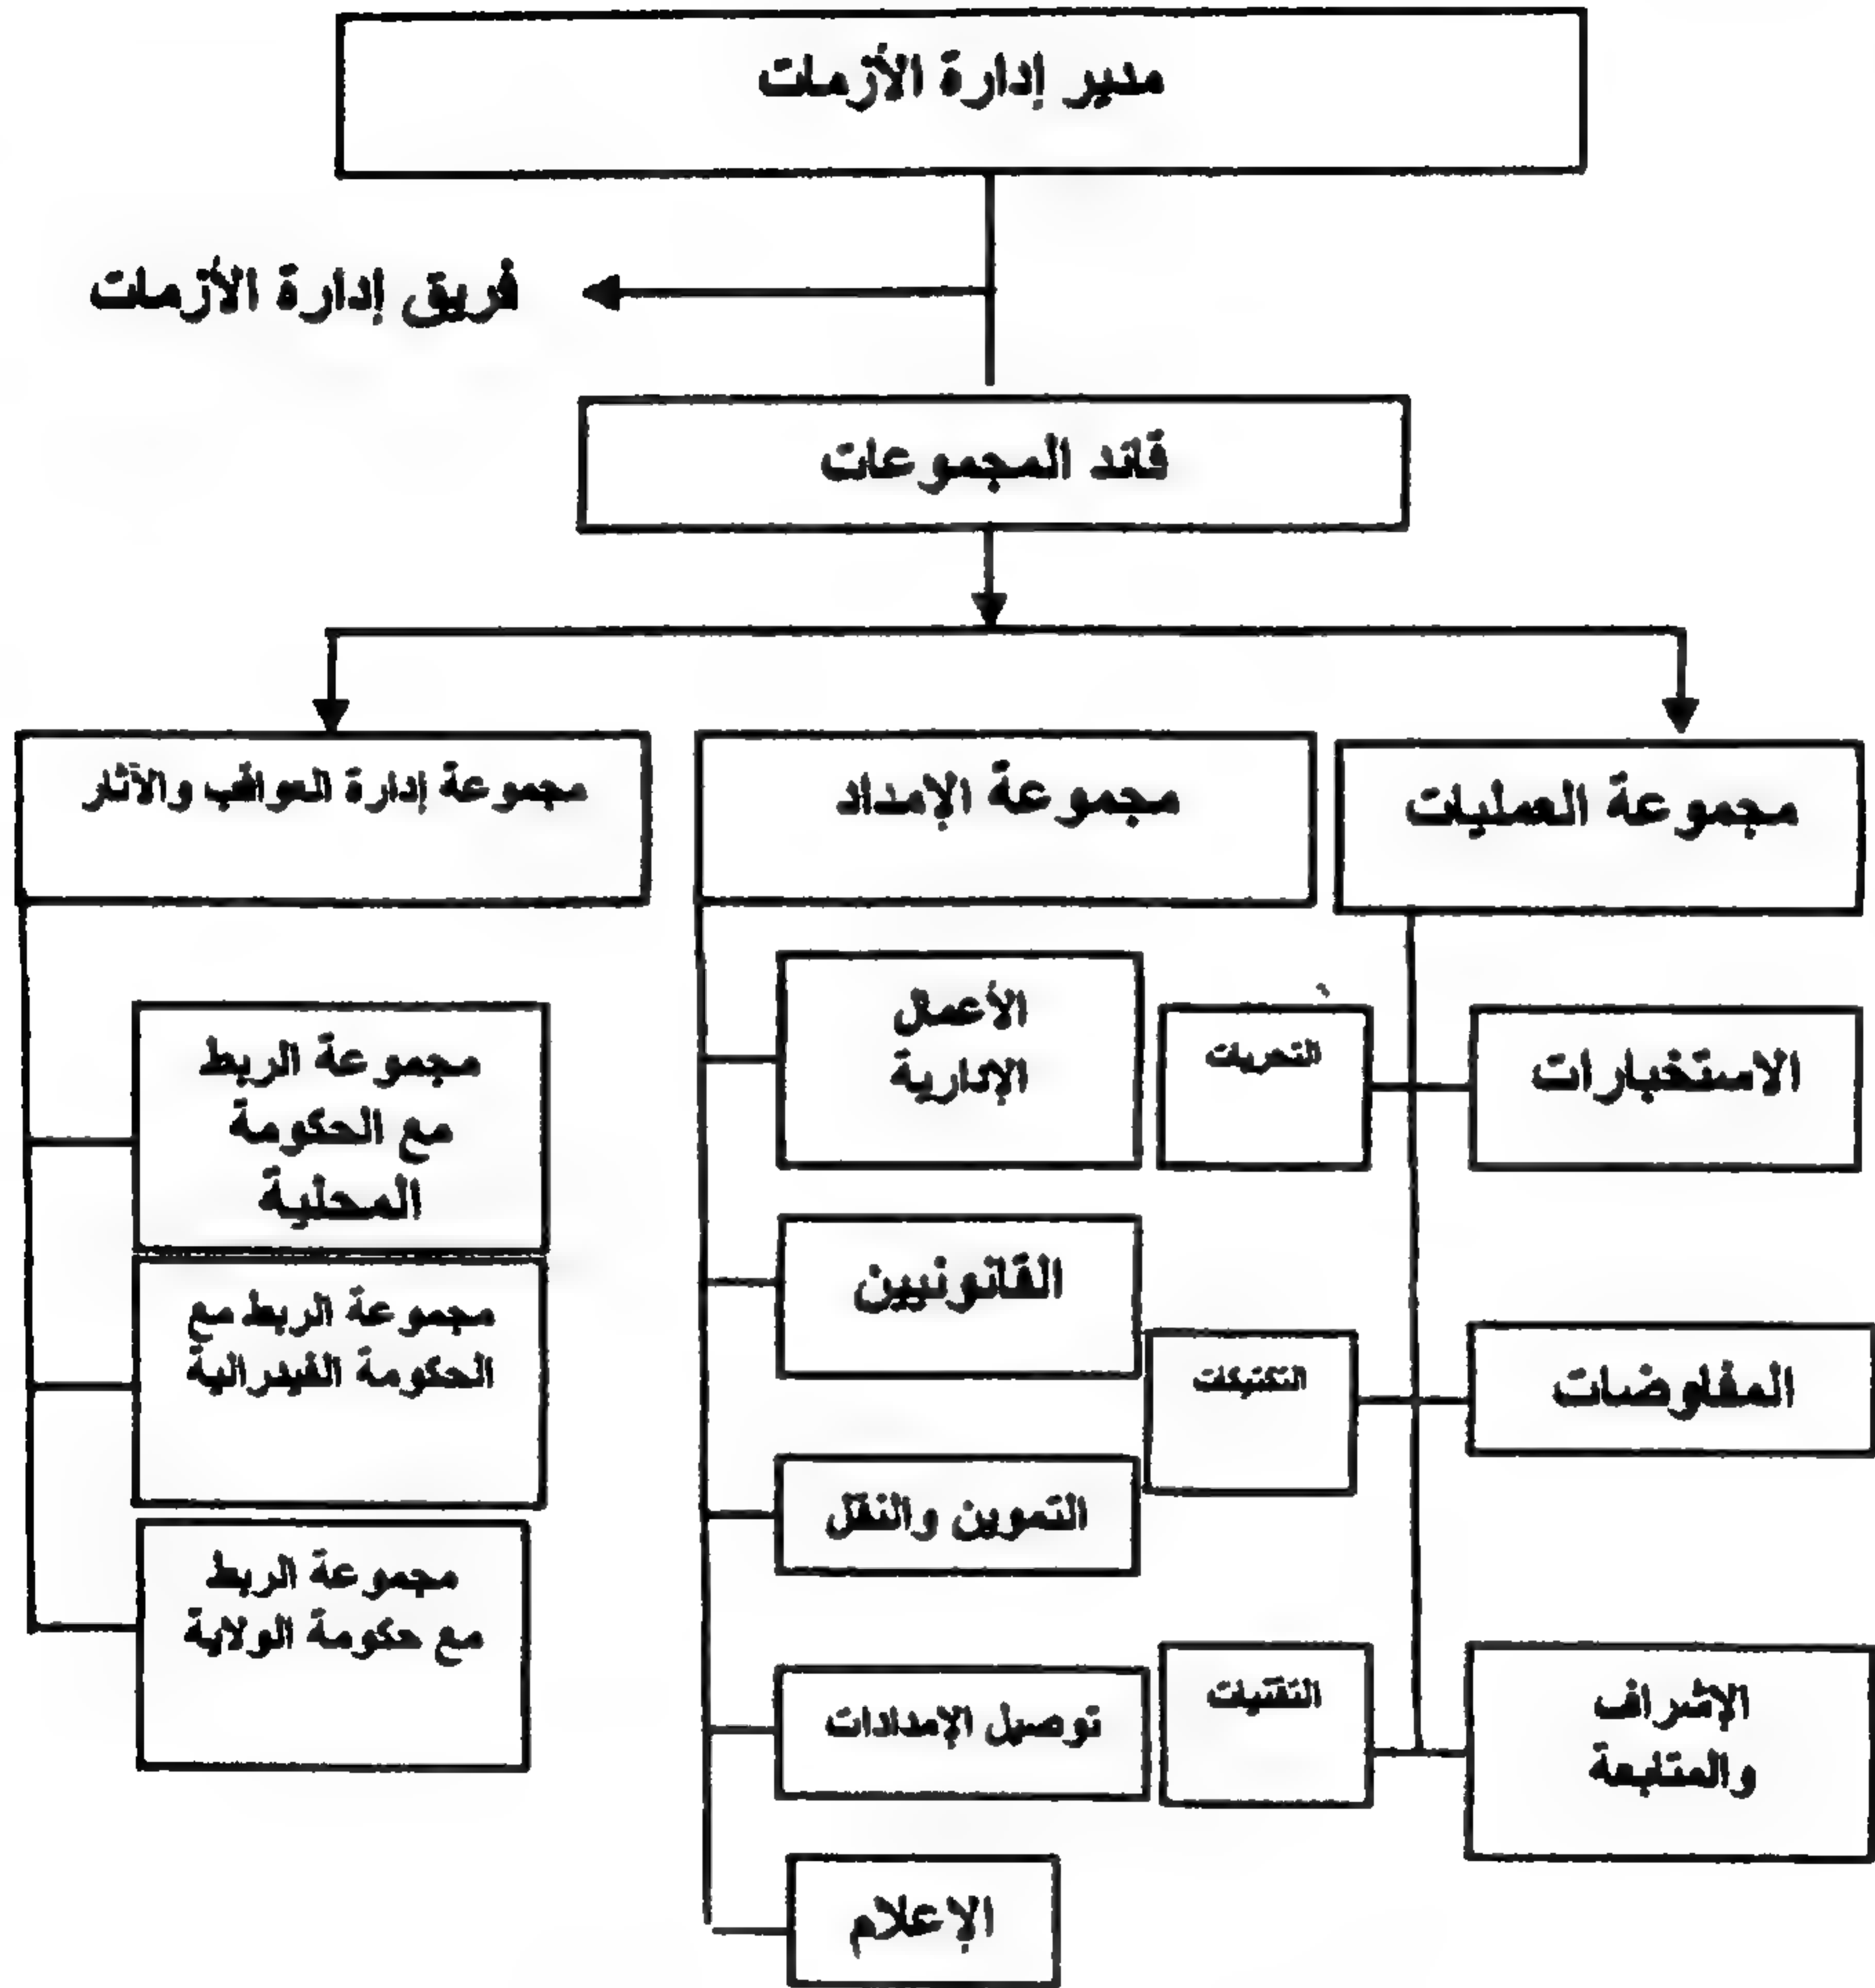 مدير إدارة الأزمات
فريق إدارة الأزمات
قائد المجموعات
مجموعة العمليات
مجموعة الإمداد
مجموعة إدارة العواقب والآثار
الاستخبارات
التحريات
المفاوضات
التكتيكات
الإشراف
والمتابعة
التقنيات
الأعمال
الإدارية
القانونيين
التموين والنقل
توصيل الإمدادات
الإعلام
مجموعة الربط
مع الحكومة
المحلية
مجموعة الربط مع
الحكومة الفيدرالية
مجموعة الربط
مع حكومة الولاية